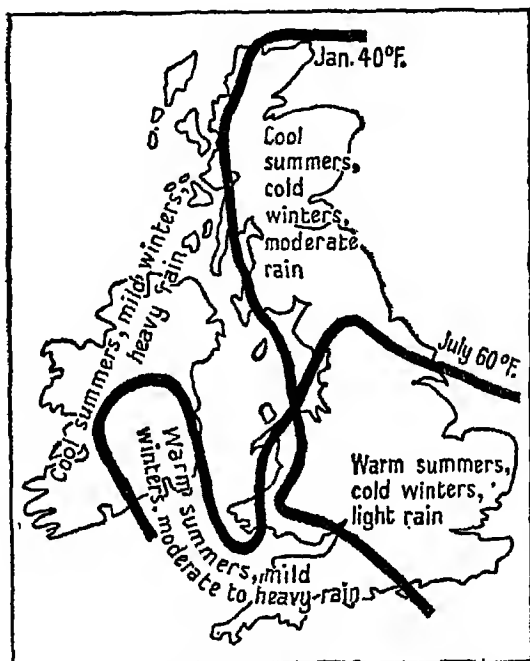 Jan. 40°F.
Cool
summers,
cold
winters,
moderate
rain
Cool summers, mild winters,
heavy rain
July 60°F.
Warm summers,
cold winters,
light rain
Warm summers, mild
winters, moderate to heavy-rain